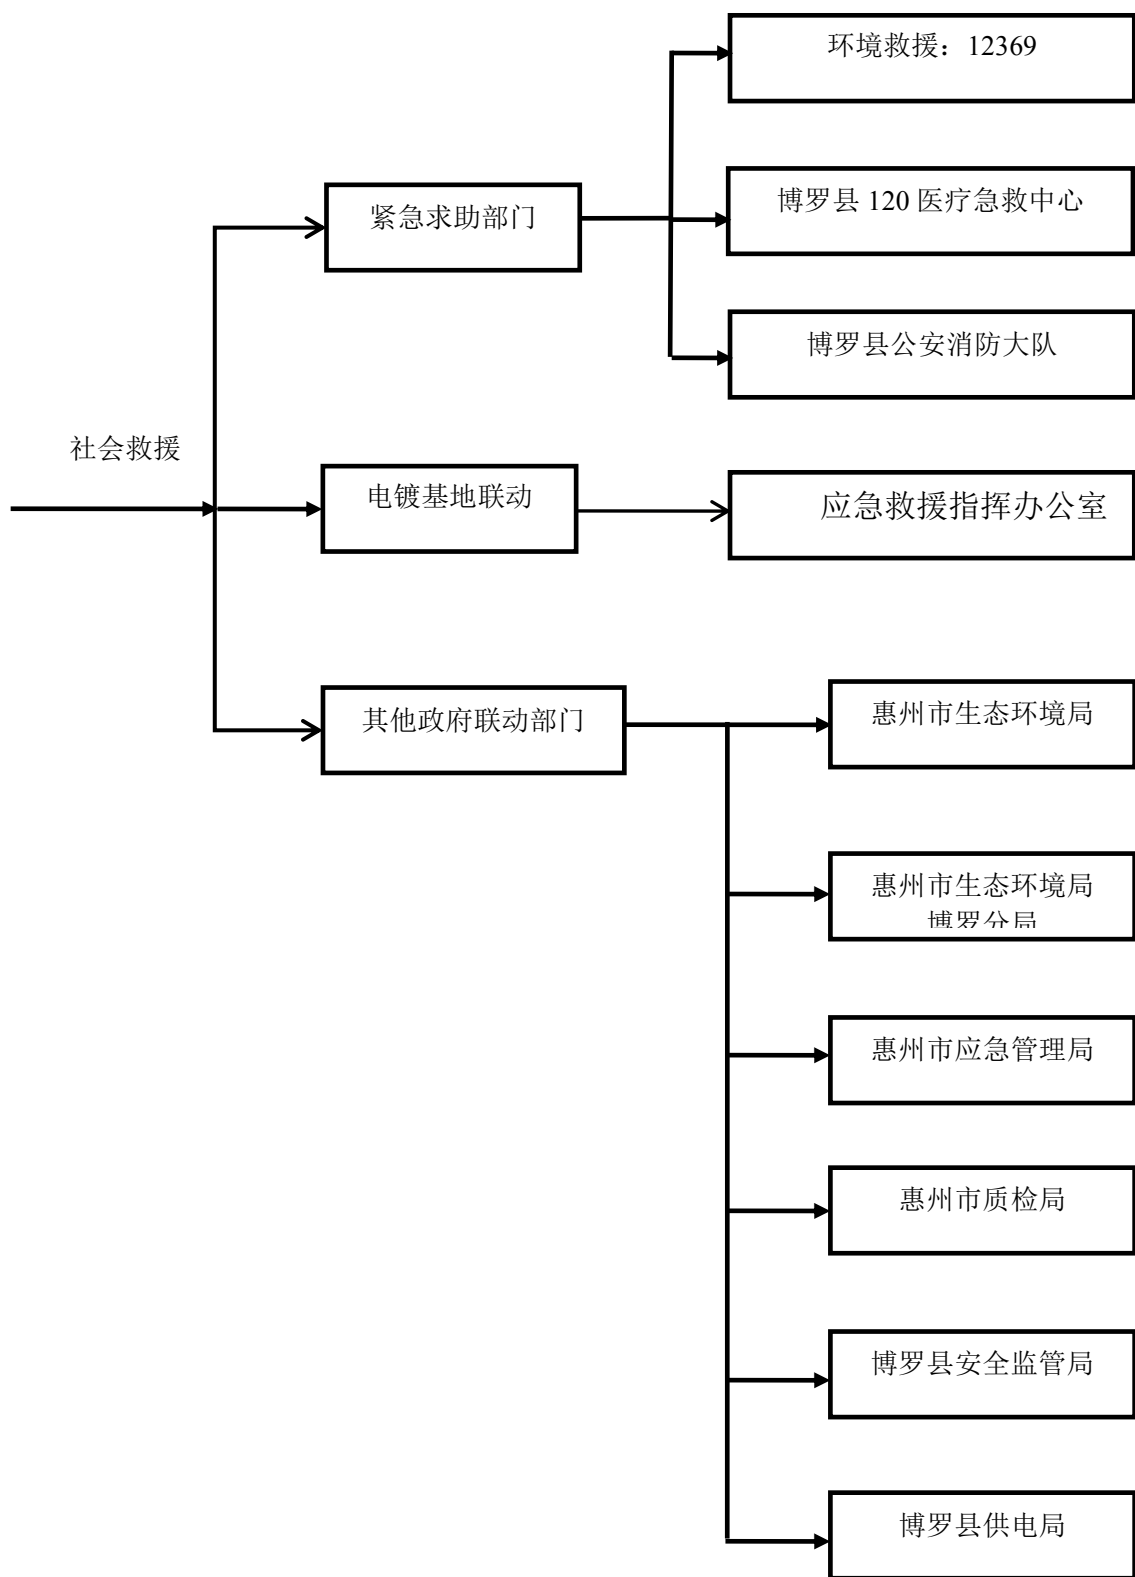 环境救援：12369
博罗县 120 医疗急救中心
紧急求助部门
博罗县公安消防大队
社会救援
电镀基地联动
应急救援指挥办公室
其他政府联动部门
惠州市生态环境局
惠州市生态环境局
博罗分局
惠州市应急管理局
惠州市质检局
博罗县安全监管局
博罗县供电局